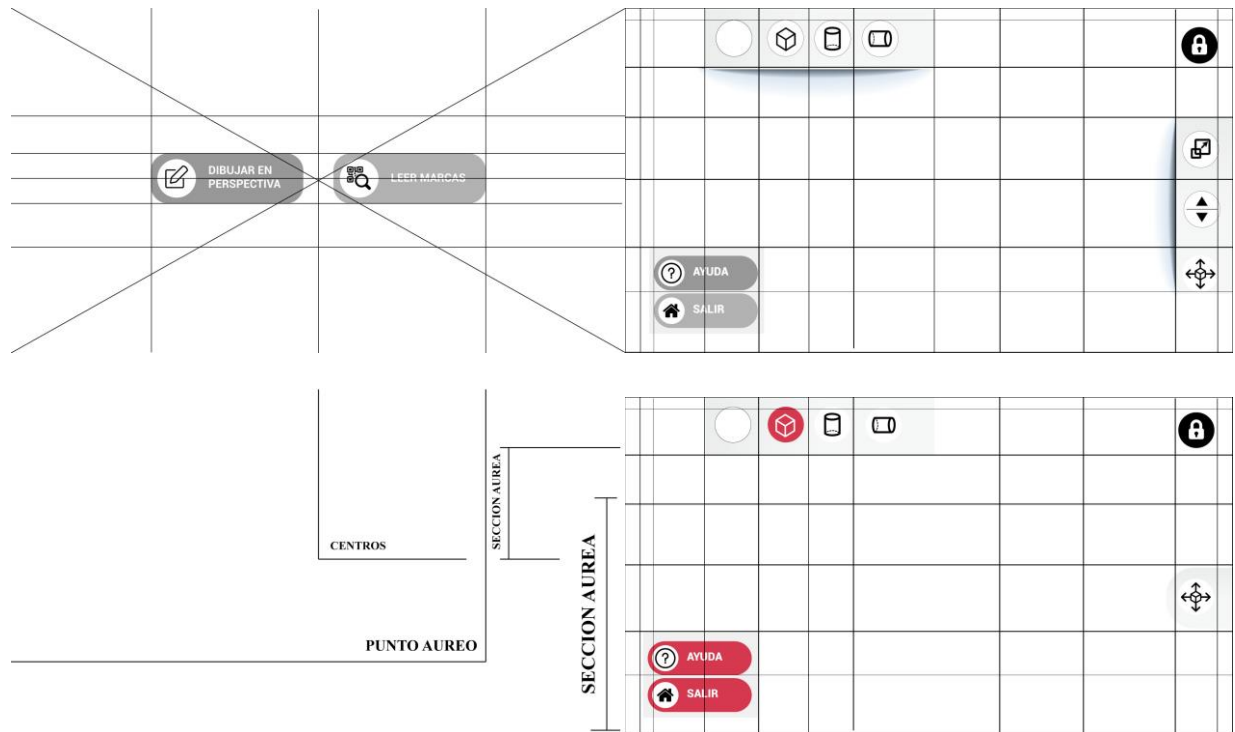 DIBUJAR EN
PERSPECTIVA
LEER MARCAS
AYUDA
SALIR
SECCION AUREA
CENTROS
SECCION AUREA
PUNTO AUREO
AYUDA
SALIR